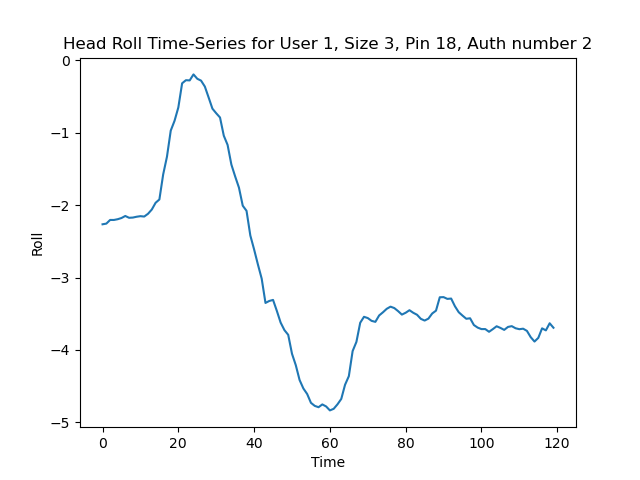 Head Roll Time-Series for User 1, Size 3, Pin 18, Auth number 2
0
−1
−2
−3
−4
−5
Roll
0 20 40 60 80 100 120
Time